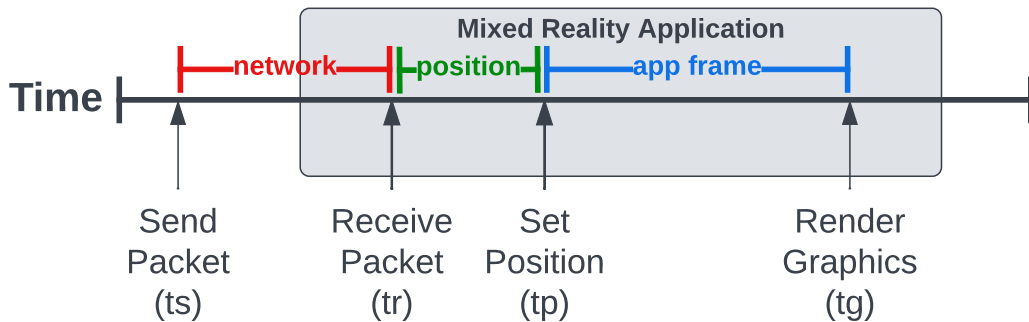 Mixed Reality Application
network
position
app frame
Time
Send
Packet
(ts)
Receive
Packet
(tr)
Set
Position
(tp)
Render
Graphics
(tg)